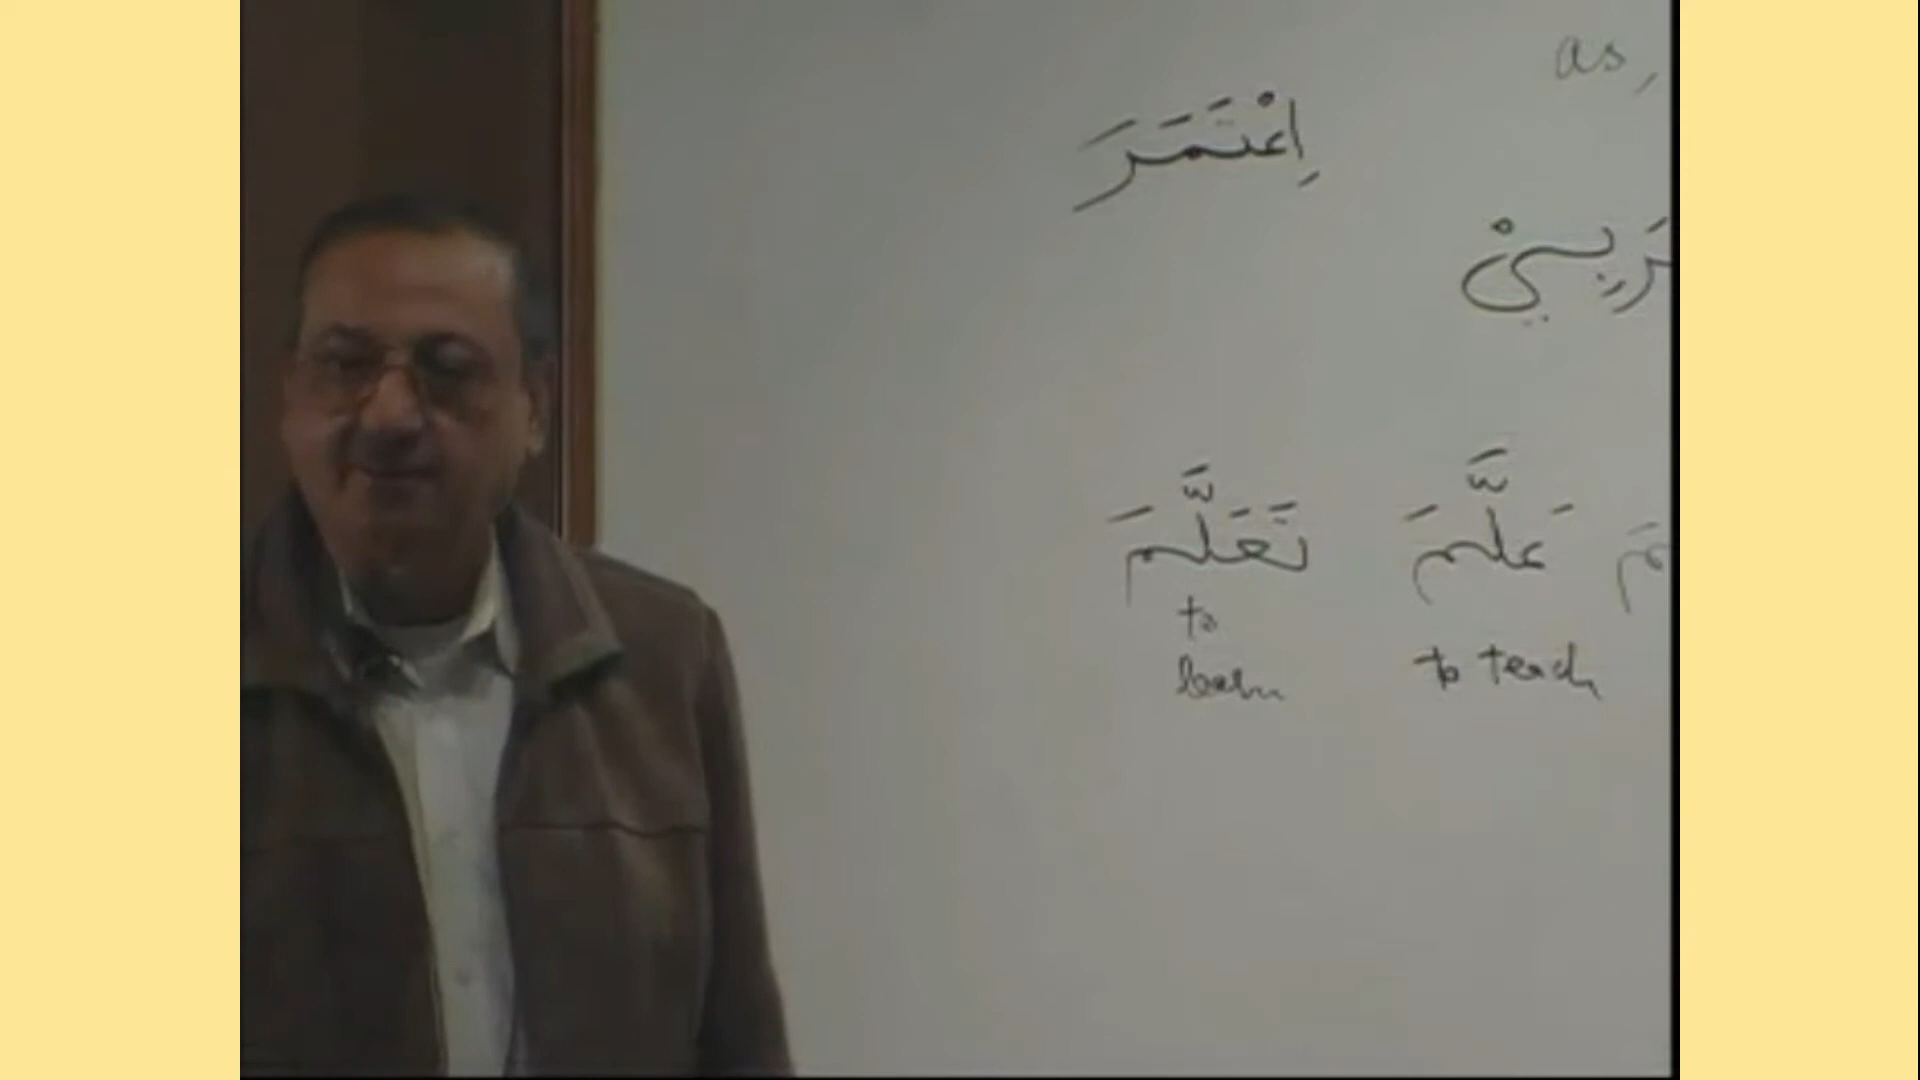 as,
اِعْتَمَرَ
عَلَّمَ تَعَلَّمَ
to teach to
learn